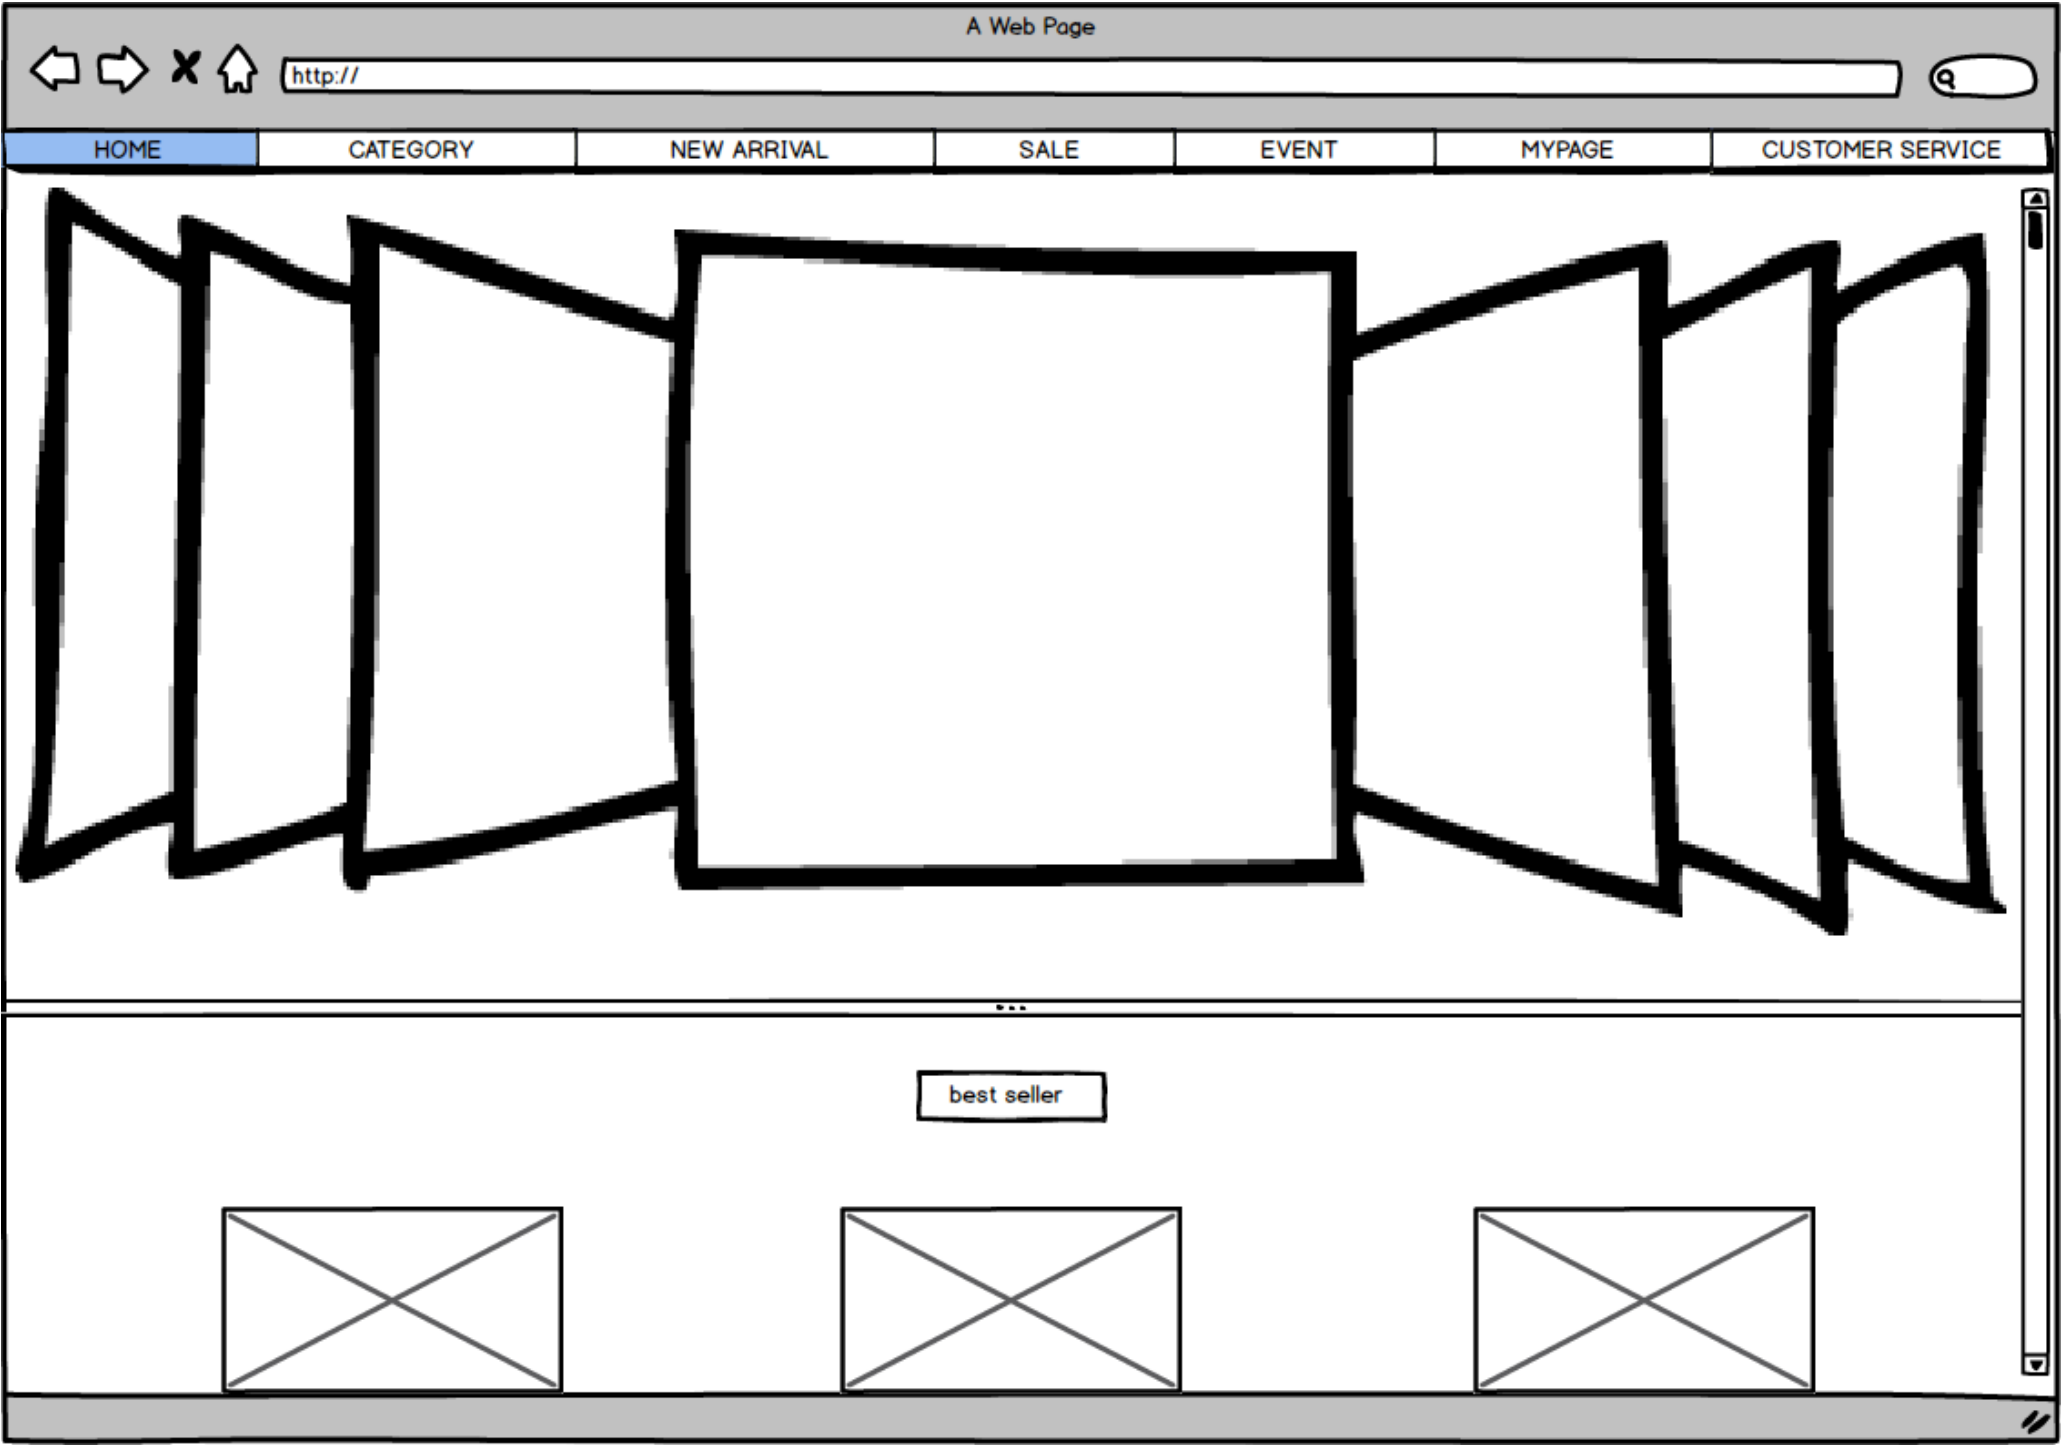 A Web Page
http://
HOME CATEGORY NEW ARRIVAL SALE EVENT MYPAGE CUSTOMER SERVICE
best seller